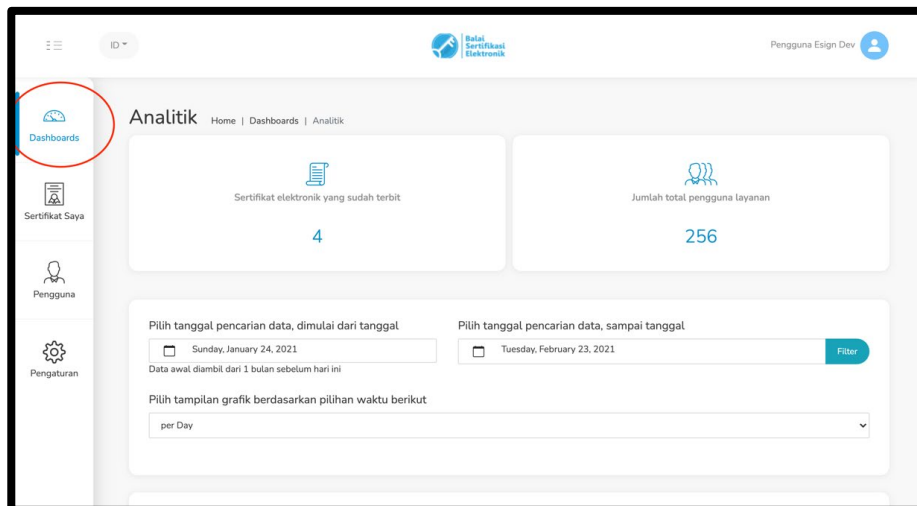 ID
Balai
Sertifikasi
Elektronik
Pengguna Esign Dev
Dashboards
Sertifikat Saya
Pengguna
Pengaturan
Analitik Home | Dashboards | Analitik
Sertifikat elektronik yang sudah terbit
4
Jumlah total pengguna layanan
256
Pilih tanggal pencarian data, dimulai dari tanggal
Sunday, January 24, 2021
Data awal diambil dari 1 bulan sebelum hari ini
Pilih tanggal pencarian data, sampai tanggal
Tuesday, February 23, 2021
Filter
Pilih tampilan grafik berdasarkan pilihan waktu berikut
per Day